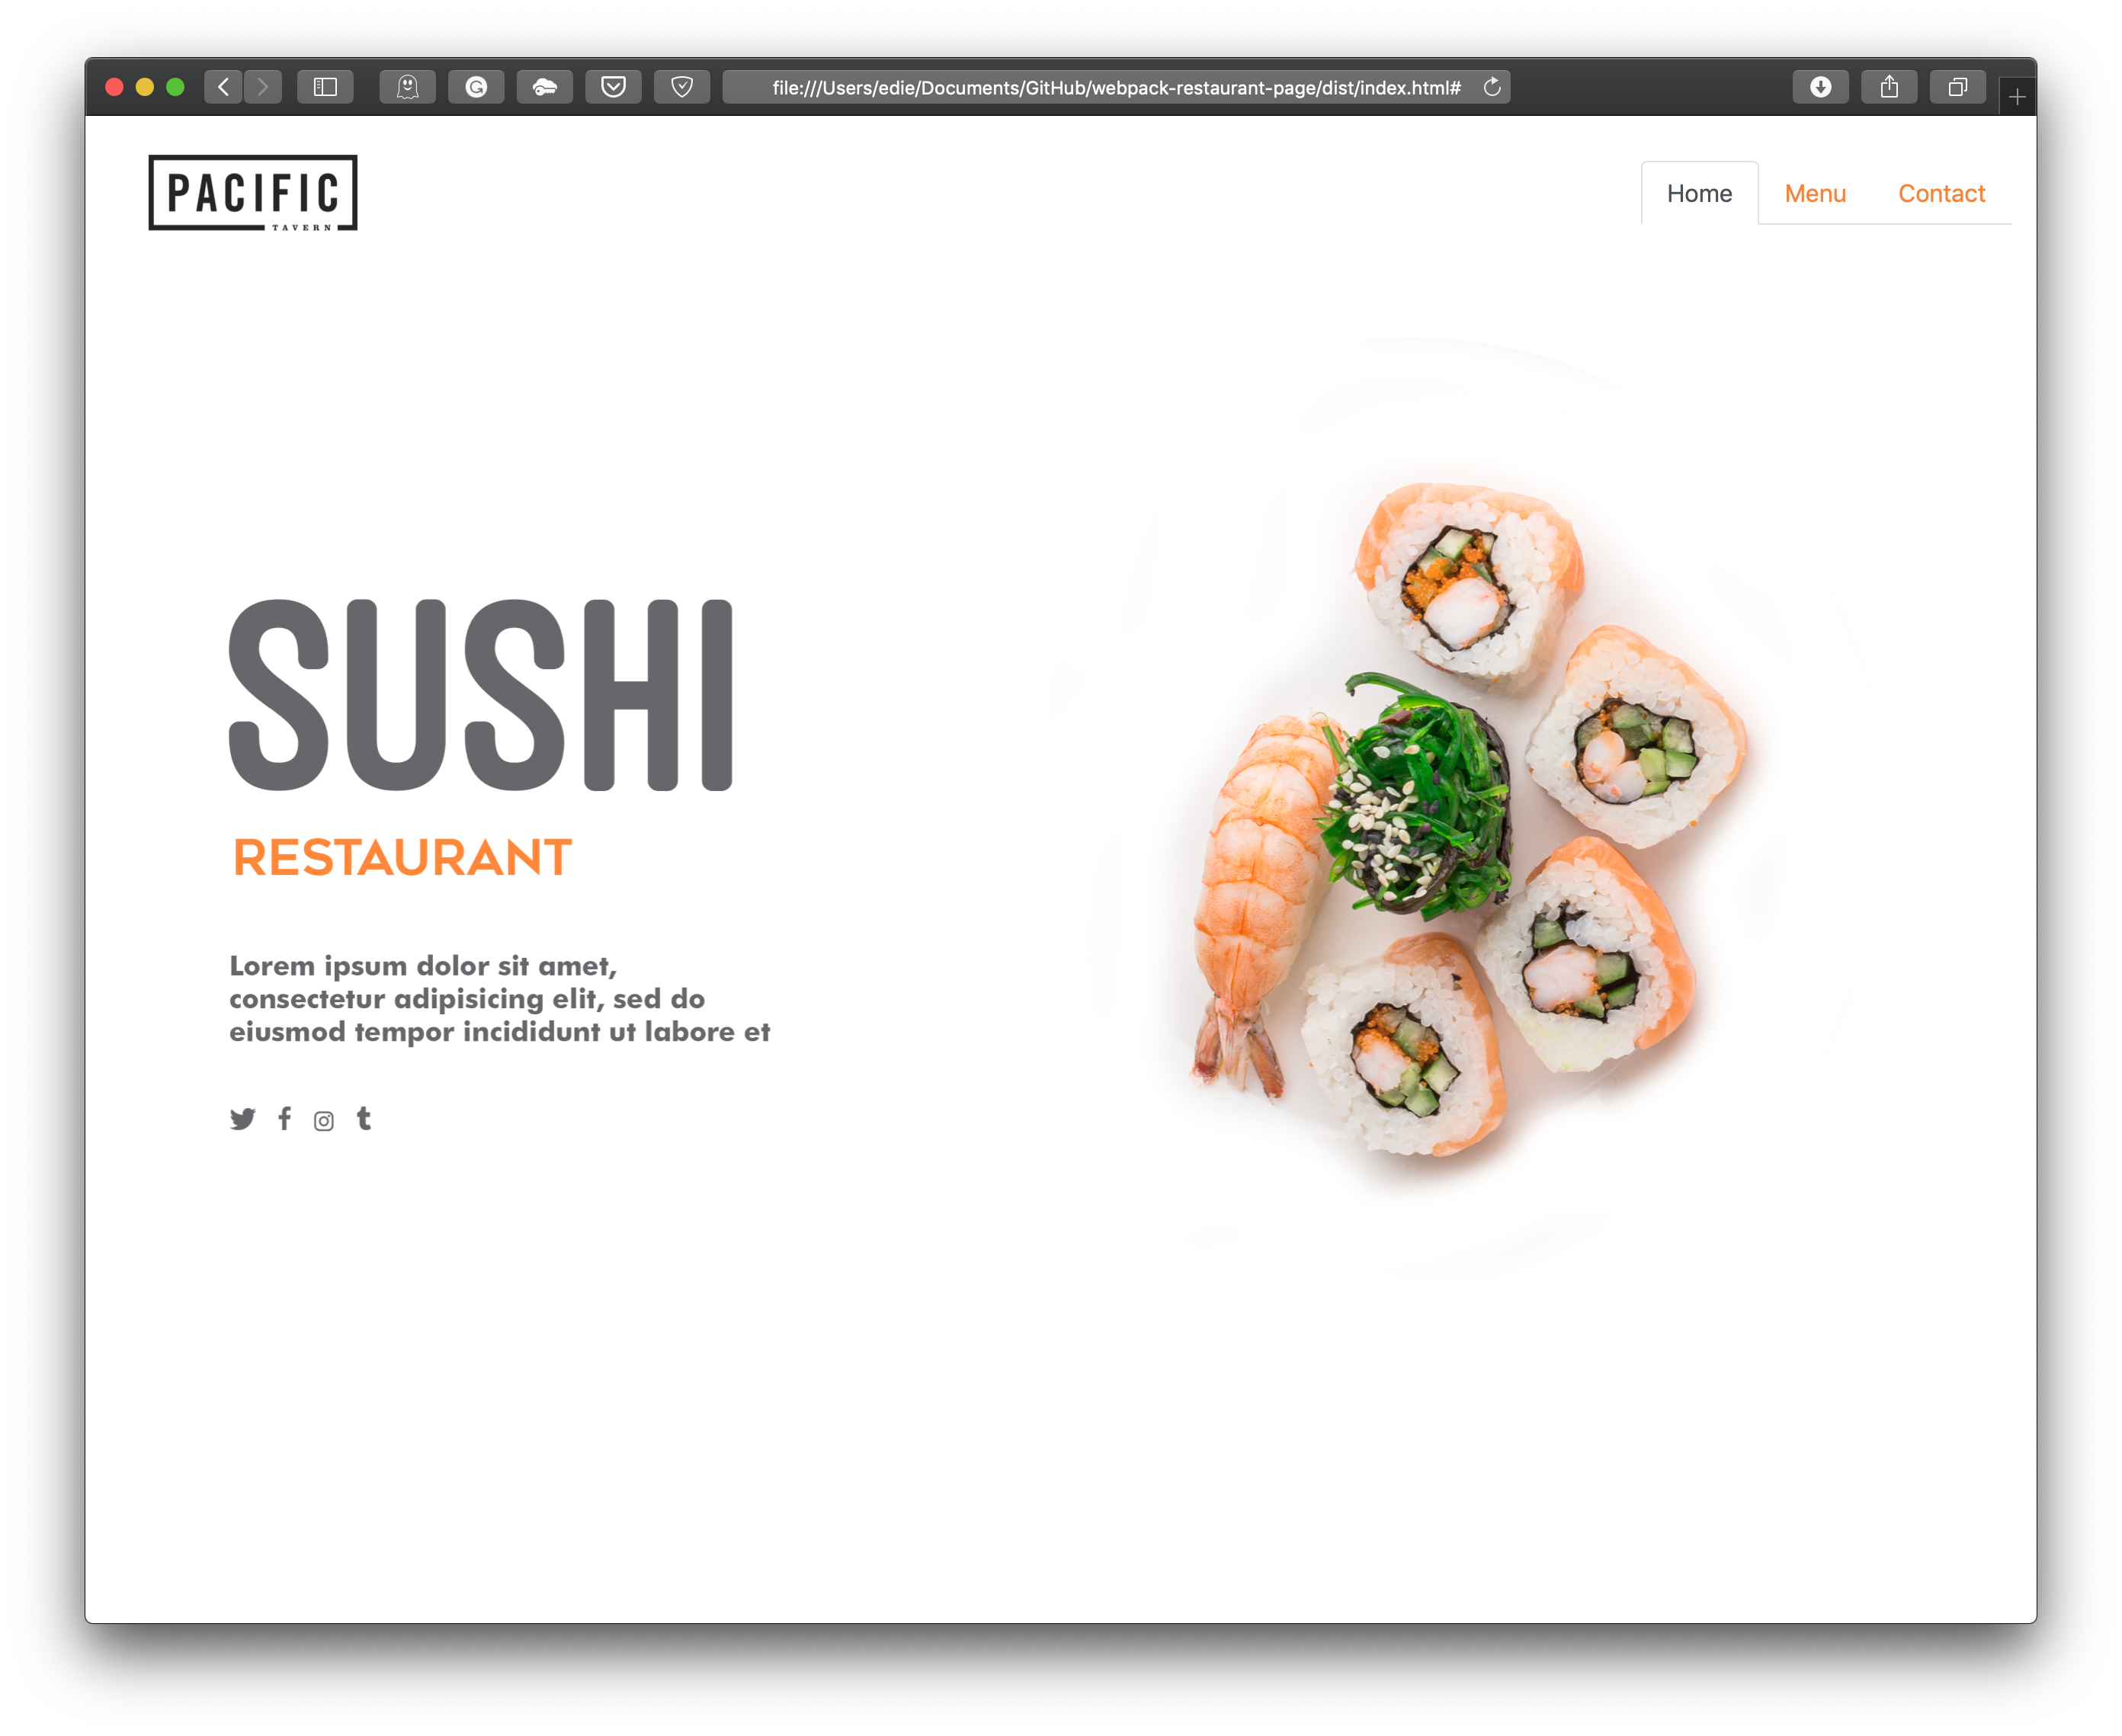 file:///Users/edie/Documents/GitHub/webpack-restaurant-page/dist/index.html#
PACIFIC
TAVERN
Home Menu Contact
SUSHI
RESTAURANT
Lorem ipsum dolor sit amet,
consectetur adipisicing elit, sed do
eiusmod tempor incididunt ut labore et